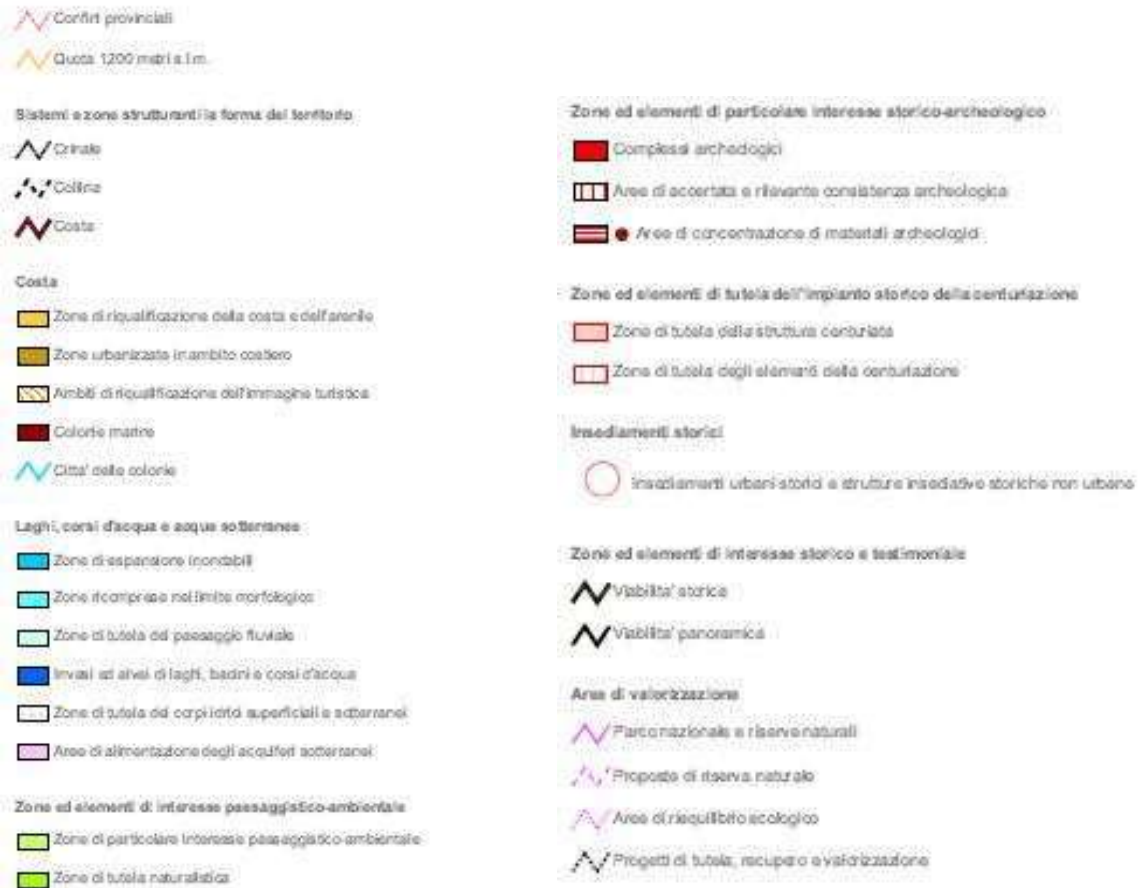 Confini provinciali
Quota 1200 metri s.l.m.
Sistemi e zone strutturanti la forma del territorio
Crinale
Collina
Costa
Costa
Zone di riqualificazione della costa e dell'arenile
Zone urbanizzate in ambito costiero
Ambiti di riqualificazione dell'immagine turistica
Colonie marine
Citta' delle colonie
Laghi, corsi d'acqua e acque sotterranee
Zone di espansione inondabili
Zone ricomprese nel limite morfologico
Zone di tutela del paesaggio fluviale
Invasi ed alvei di laghi, bacini e corsi d'acqua
Zone di tutela dei corpi idrici superficiali e sotterranei
Aree di alimentazione degli acquiferi sotterranei
Zone ed elementi di interesse paesaggistico-ambientale
Zone di particolare interesse paesaggistico ambientale
Zone di tutela naturalistica
Zone ed elementi di particolare interesse storico-archeologico
Complessi archeologici
Aree di accertata e rilevante consistenza archeologica
Aree di concentrazione di materiali archeologici
Zone ed elementi di tutela dell'impianto storico della centuriazione
Zone di tutela della struttura centuriata
Zone di tutela degli elementi della centuriazione
Insediamenti storici
Insediamenti urbani storici e strutture insediative storiche non urbane
Zone ed elementi di interesse storico e testimoniale
Viabilita' storica
Viabilita' panoramica
Aree di valorizzazione
Parco nazionale e riserve naturali
Proposte di riserva naturale
Aree di riequilibrio ecologico
Progetti di tutela, recupero e valorizzazione